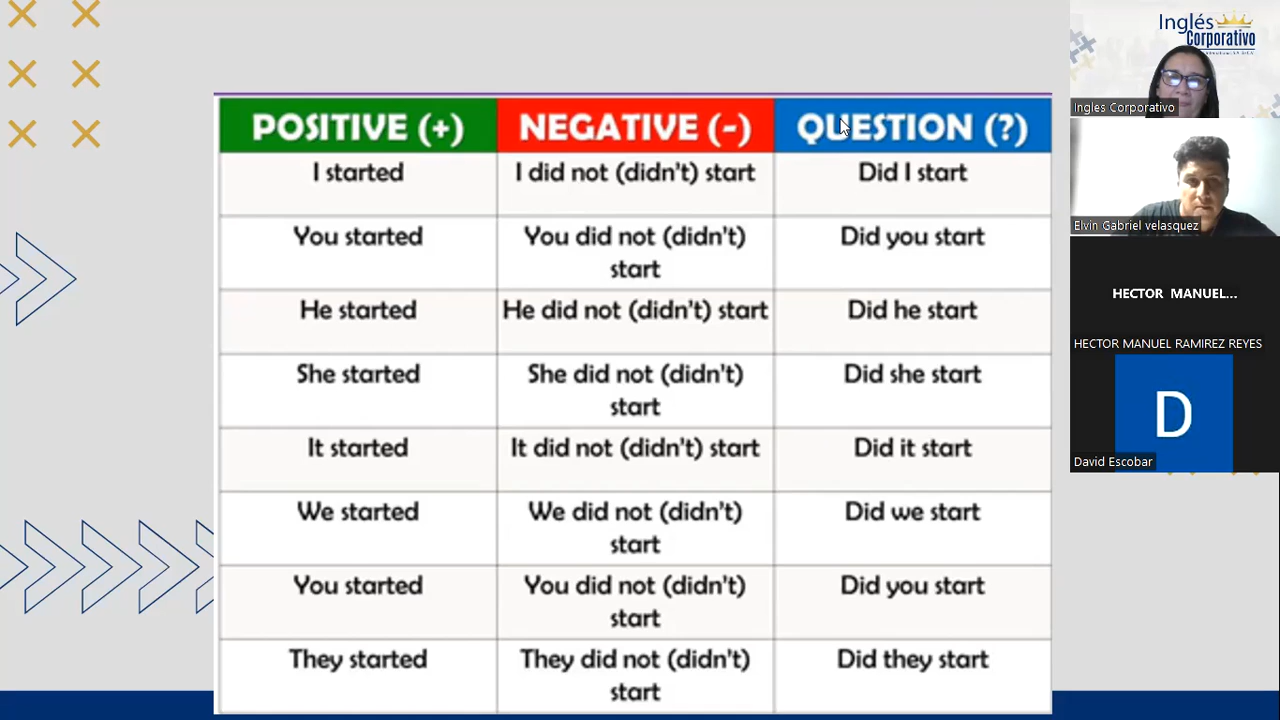 POSITIVE (+) NEGATIVE (-) QUESTION (?)
I started I did not (didn't) start Did I start
You started You did not (didn't) start Did you start
He started He did not (didn't) start Did he start
She started She did not (didn't) start Did she start
It started It did not (didn't) start Did it start
We started We did not (didn't) start Did we start
You started You did not (didn't) start Did you start
They started They did not (didn't) start Did they start
Inglés
Corporativo
Ingles Corporativo
Elvin Gabriel velasquez
HECTOR MANUEL...
HECTOR MANUEL RAMIREZ REYES
D
David Escobar